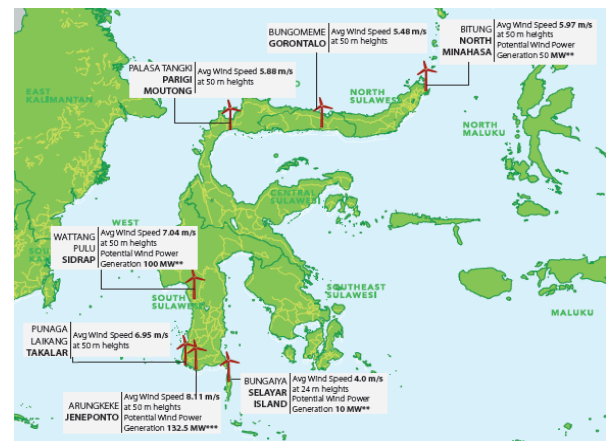 BUNGOMEME
GORONTALO
Avg Wind Speed 5.48 m/s
at 50 m heights
BITUNG
NORTH
MINAHASA
Avg Wind Speed 5.97 m/s
at 50 m heights
Potential Wind Power
Generation 50 MW**
PALASA TANGKI
PARIGI
MOUTONG
Avg Wind Speed 5.88 m/s
at 50 m heights
EAST
KALIMANTAN
NORTH
SULAWESI
NORTH
MALUKU
CENTRAL
SULAWESI
WEST
WATTANG
PULU
SIDRAP
Avg Wind Speed 7.04 m/s
at 50 m heights
Potential Wind Power
Generation 100 MW**
SOUTH
SULAWESI
SOUTHEAST
SULAWESI
MALUKU
PUNAGA
LAIKANG
TAKALAR
Avg Wind Speed 6.95 m/s
at 50 m heights
ARUNGKEKE
JENEPONTO
Avg Wind Speed 8.11 m/s
at 50 m heights
Potential Wind Power
Generation 132.5 MW***
BUNGAIYA
SELAYAR
ISLAND
Avg Wind Speed 4.0 m/s
at 24 m heights
Potential Wind Power
Generation 10 MW**